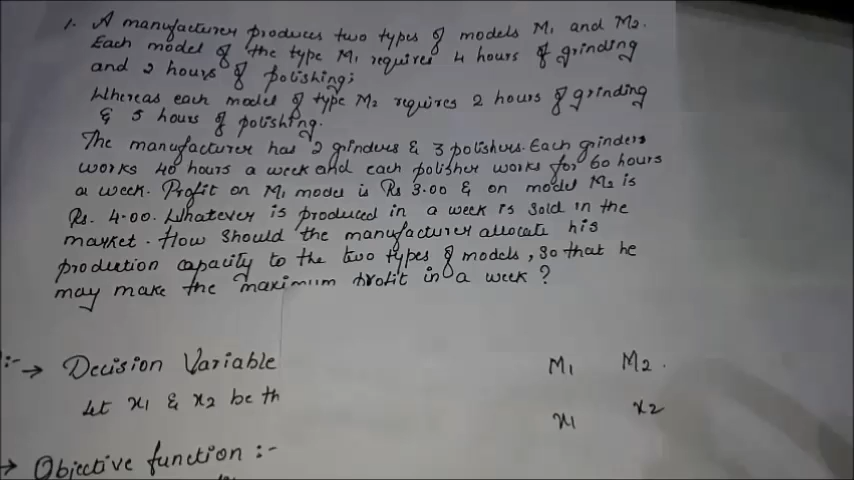 1. A manufacturer produces two types of models M1 and M2.
Each model of the type M1 requires 4 hours of grinding
and 2 hours of polishing;
Whereas each model of type M2 requires 2 hours of grinding
& 5 hours of polishing.
The manufacturer has 2 grinders & 3 polishers. Each grinders
works 40 hours a week and each polisher works for 60 hours
a week. Profit on M1 model is Rs 3.00 & on model M2 is
Rs. 4.00. Whatever is produced in a week is sold in the
market. How should the manufacturer allocate his
prodution capacity to the two types of models, so that he
may make the maximum profit in a week ?
:- → Decision Variable M1 M2.
Let x1 & x2 be th x1 x2
→ Objective function :-